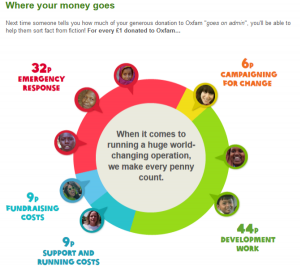 Where your money goes
Next time someone tells you how much of your generous donation to Oxfam "goes on admin", you'll be able to
help them sort fact from fiction! For every £1 donated to Oxfam...
32p
EMERGENCY
RESPONSE
6p
CAMPAIGNING
FOR CHANGE
When it comes to
running a huge world-
changing operation,
we make every penny
count.
9p
FUNDRAISING
COSTS
9p
SUPPORT AND
RUNNING COSTS
44p
DEVELOPMENT
WORK